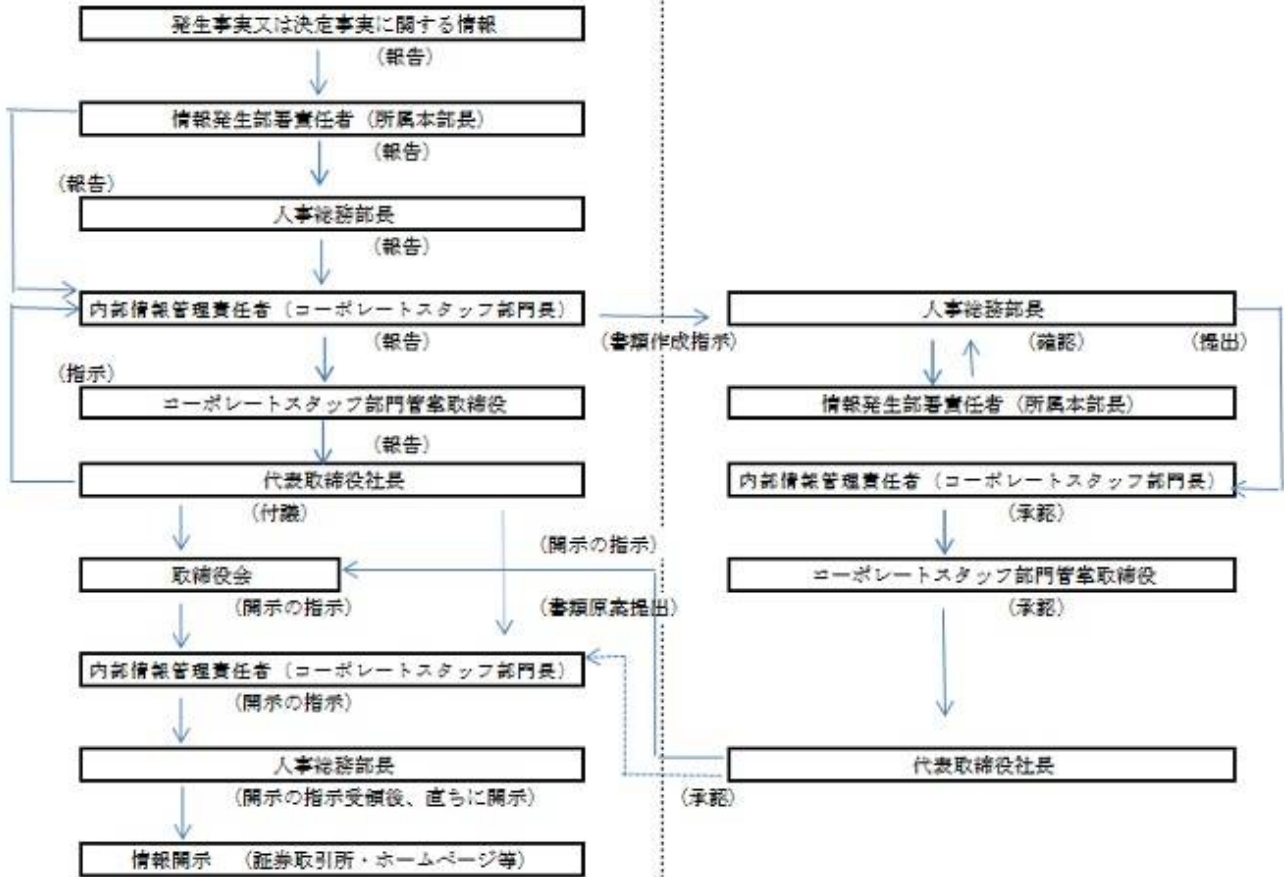 発生事実又は決定事実に関する情報
(報告)
情報発生部署責任者（所属本部長）
(報告)
(報告)
人事総務部長
(報告)
内部情報管理責任者（コーポレートスタッフ部門長）
(報告)
(指示)
コーポレートスタッフ部門管掌取締役
(報告)
代表取締役社長
(付議)
(開示の指示)
取締役会
(開示の指示)
(書類原案提出)
内部情報管理責任者（コーポレートスタッフ部門長）
(開示の指示)
人事総務部長
(開示の指示受領後、直ちに開示)
情報開示　(証券取引所・ホームページ等)
(書類作成指示)
人事総務部長
(確認)
(提出)
情報発生部署責任者（所属本部長）
内部情報管理責任者（コーポレートスタッフ部門長）
(承認)
コーポレートスタッフ部門管掌取締役
(承認)
代表取締役社長
(承認)